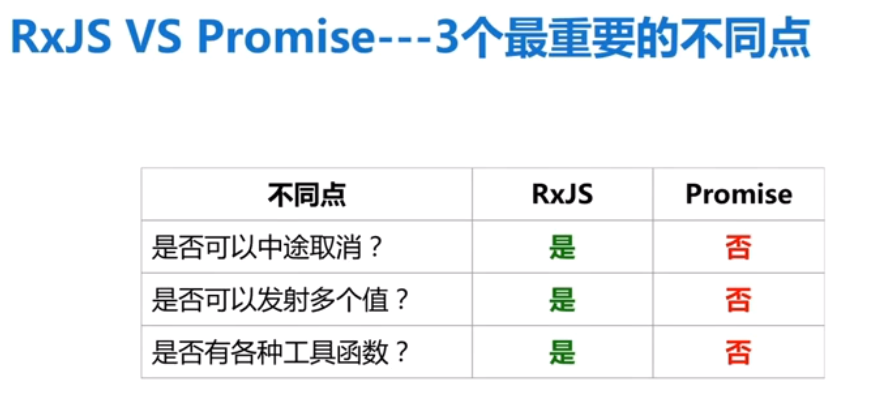 RxJS VS Promise---3个最重要的不同点
不同点 RxJS Promise
是否可以中途取消？ 是 否
是否可以发射多个值？ 是 否
是否有各种工具函数？ 是 否